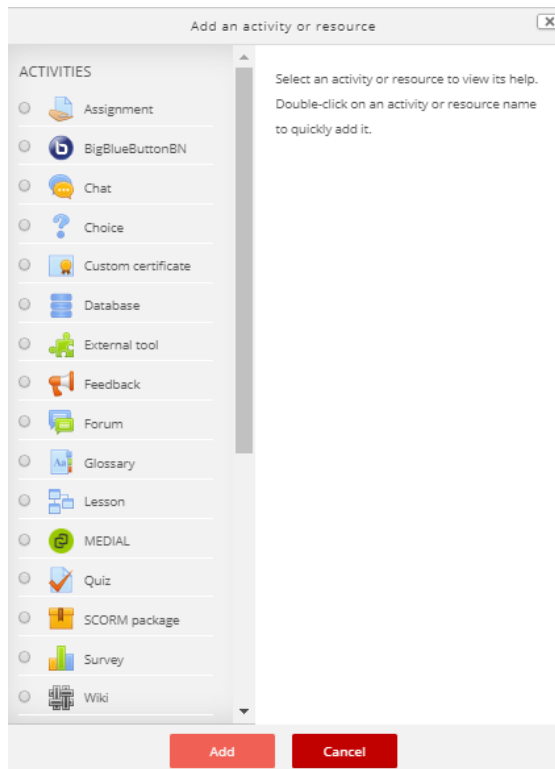 Add an activity or resource
X
ACTIVITIES
Assignment
b BigBlueButtonBN
Chat
? Choice
Custom certificate
Database
External tool
Feedback
Forum
Aa Glossary
Lesson
MEDIAL
Quiz
SCORM package
Survey
Wiki
Select an activity or resource to view its help.
Double-click on an activity or resource name
to quickly add it.
Add
Cancel